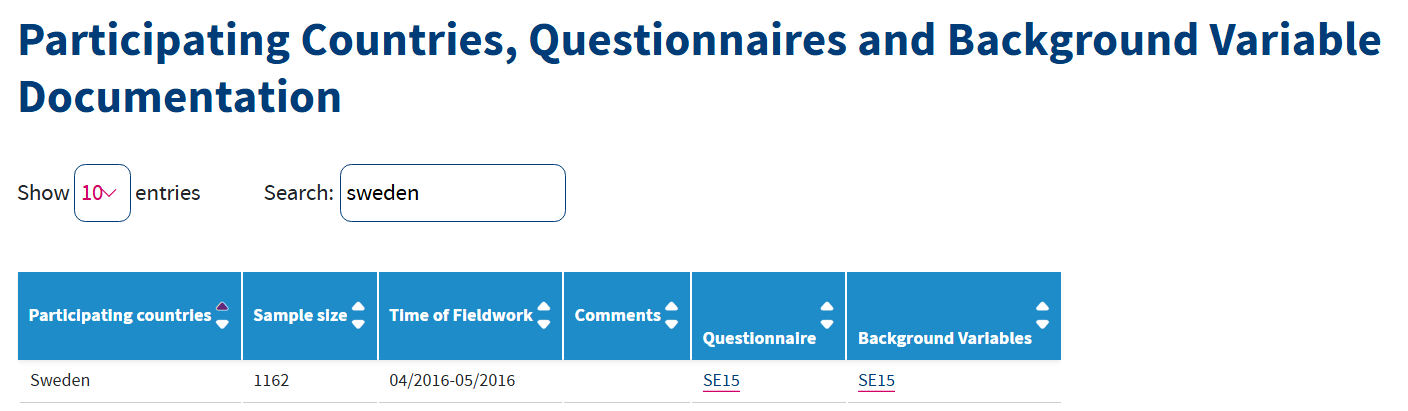 Participating Countries, Questionnaires and Background Variable
Documentation
Show 10 entries Search: sweden
Participating countries Sample size Time of Fieldwork Comments Questionnaire Background Variables
Sweden 1162 04/2016-05/2016 SE15 SE15